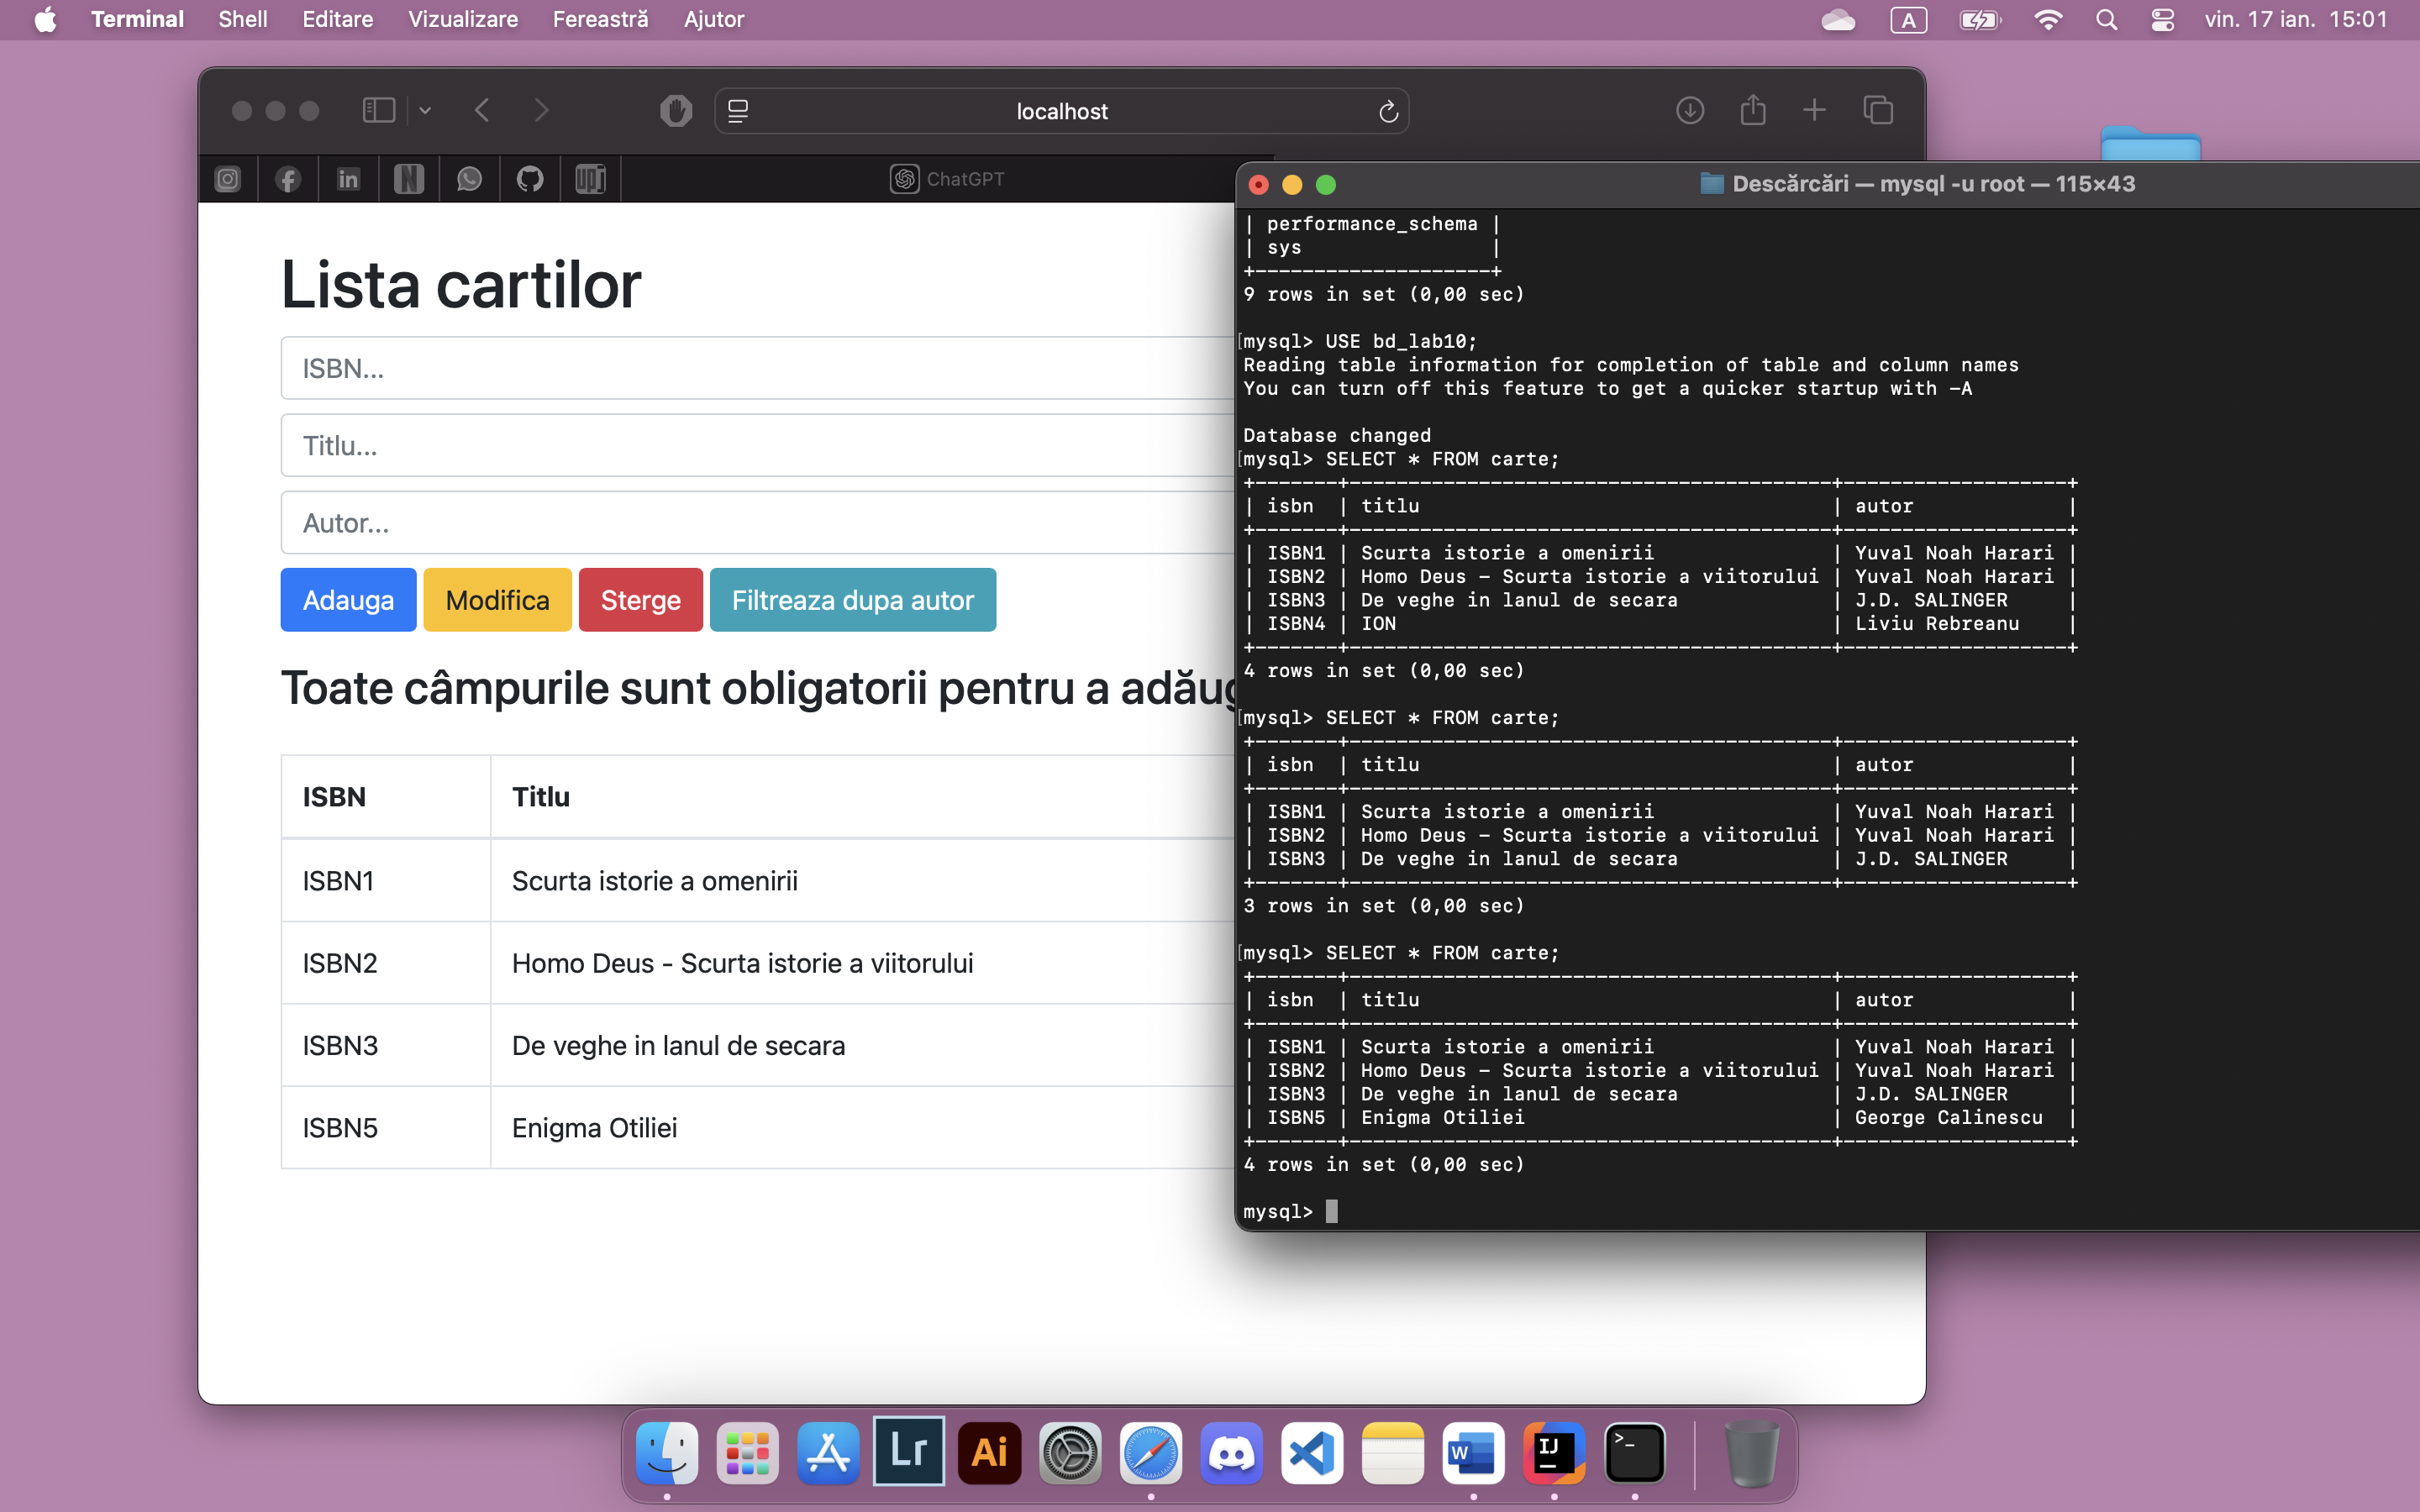 Terminal Shell Editare Vizualizare Fereastră Ajutor
A vin. 17 ian. 15:01
localhost
ChatGPT
Lista cartilor
ISBN...
Titlu...
Autor...
Adauga Modifica Sterge Filtreaza dupa autor
Toate câmpurile sunt obligatorii pentru a adăug
ISBN Titlu
ISBN1 Scurta istorie a omenirii
ISBN2 Homo Deus - Scurta istorie a viitorului
ISBN3 De veghe in lanul de secara
ISBN5 Enigma Otiliei
Descărcări — mysql -u root — 115×43
| performance_schema |
| sys                |
+--------------------+
9 rows in set (0,00 sec)
[mysql> USE bd_lab10;
Reading table information for completion of table and column names
You can turn off this feature to get a quicker startup with -A
Database changed
[mysql> SELECT * FROM carte;
+-------+-----------------------------------------+-------------------+
| isbn  | titlu                                   | autor             |
+-------+-----------------------------------------+-------------------+
| ISBN1 | Scurta istorie a omenirii               | Yuval Noah Harari |
| ISBN2 | Homo Deus - Scurta istorie a viitorului | Yuval Noah Harari |
| ISBN3 | De veghe in lanul de secara             | J.D. SALINGER     |
| ISBN4 | ION                                     | Liviu Rebreanu    |
+-------+-----------------------------------------+-------------------+
4 rows in set (0,00 sec)
[mysql> SELECT * FROM carte;
+-------+-----------------------------------------+-------------------+
| isbn  | titlu                                   | autor             |
+-------+-----------------------------------------+-------------------+
| ISBN1 | Scurta istorie a omenirii               | Yuval Noah Harari |
| ISBN2 | Homo Deus - Scurta istorie a viitorului | Yuval Noah Harari |
| ISBN3 | De veghe in lanul de secara             | J.D. SALINGER     |
+-------+-----------------------------------------+-------------------+
3 rows in set (0,00 sec)
[mysql> SELECT * FROM carte;
+-------+-----------------------------------------+-------------------+
| isbn  | titlu                                   | autor             |
+-------+-----------------------------------------+-------------------+
| ISBN1 | Scurta istorie a omenirii               | Yuval Noah Harari |
| ISBN2 | Homo Deus - Scurta istorie a viitorului | Yuval Noah Harari |
| ISBN3 | De veghe in lanul de secara             | J.D. SALINGER     |
| ISBN5 | Enigma Otiliei                          | George Calinescu  |
+-------+-----------------------------------------+-------------------+
4 rows in set (0,00 sec)
mysql>
Lr Ai W IJ >_